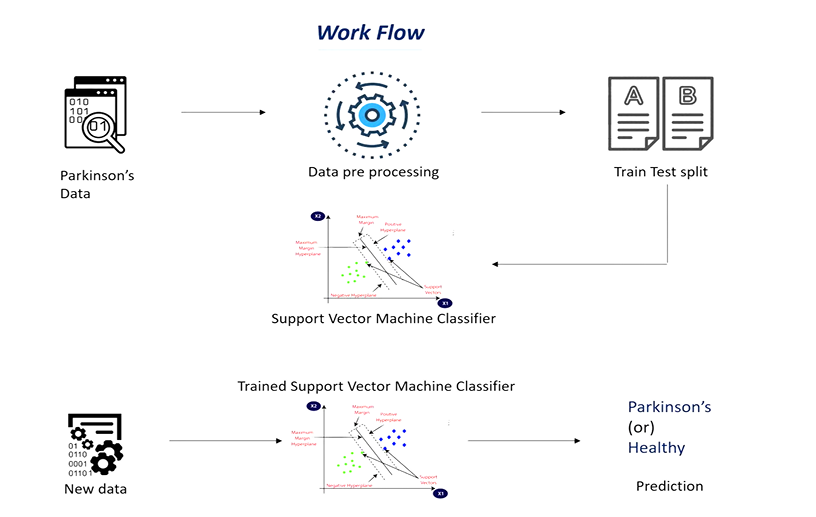 Work Flow
010
101
00
01
A
B
Parkinson's
Data
Data pre processing
Train Test split
X2
Maximum
Margin
Positive
Hyperplane
Maximum
Margin
Hyperplane
Support
Vectors
Negative Hyperplane
X1
Support Vector Machine Classifier
Trained Support Vector Machine Classifier
X2
Maximum
Margin
Positive
Hyperplane
Maximum
Margin
Hyperplane
Support
Vectors
Negative Hyperplane
X1
01
0110
0001
01101
New data
Parkinson's
(or)
Healthy
Prediction